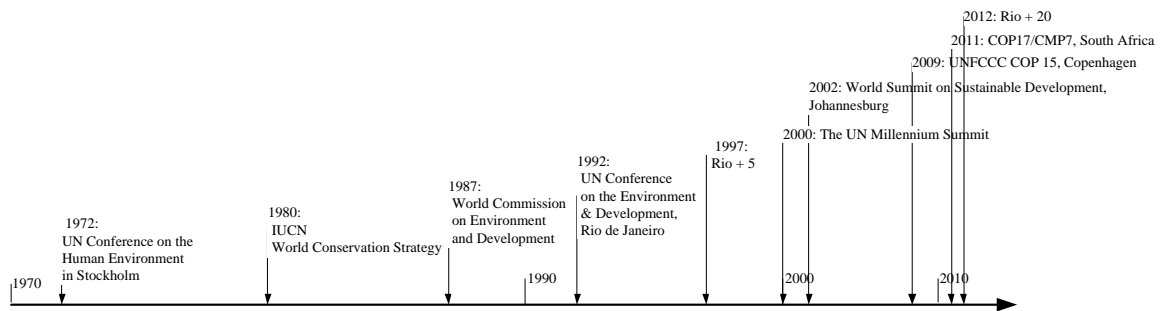 1970
1972:
UN Conference on the
Human Environment
in Stockholm
1980:
IUCN
World Conservation Strategy
1987:
World Commission
on Environment
and Development
1990
1992:
UN Conference
on the Environment
& Development,
Rio de Janeiro
1997:
Rio + 5
2000
2000: The UN Millennium Summit
2002: World Summit on Sustainable Development,
Johannesburg
2009: UNFCCC COP 15, Copenhagen
2010
2011: COP17/CMP7, South Africa
2012: Rio + 20